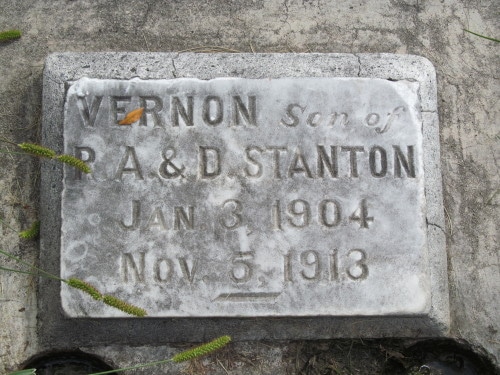 VERNON Son of
R. A. & D. STANTON
JAN 3, 1904
NOV. 5, 1913